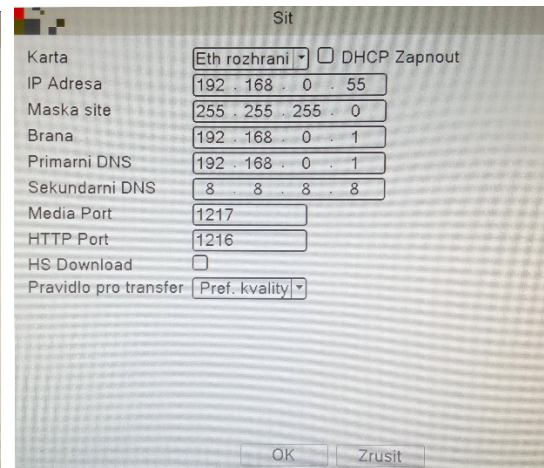 Sit
Karta Eth rozhrani DHCP Zapnout
IP Adresa 192 . 168 . 0 . 55
Maska site 255 . 255 . 255 . 0
Brana 192 . 168 . 0 . 1
Primarni DNS 192 . 168 . 0 . 1
Sekundarni DNS 8 . 8 . 8 . 8
Media Port 1217
HTTP Port 1216
HS Download
Pravidlo pro transfer Pref. kvality
OK Zrusit